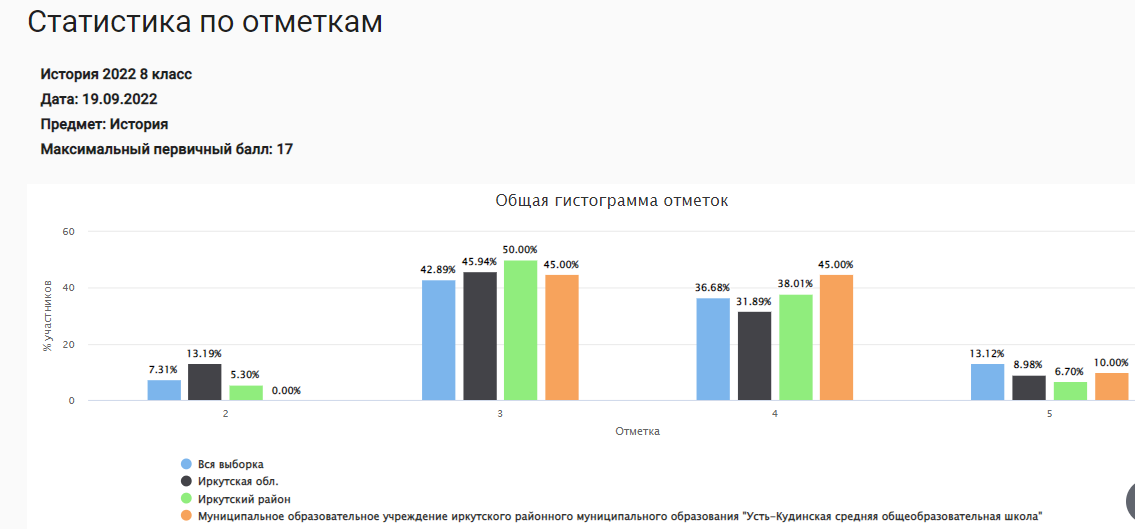 Статистика по отметкам
История 2022 8 класс
Дата: 19.09.2022
Предмет: История
Максимальный первичный балл: 17
Общая гистограмма отметок
% участников
60
40
20
0
7.31%
13.19%
5.30%
0.00%
42.89%
45.94%
50.00%
45.00%
36.68%
31.89%
38.01%
45.00%
13.12%
8.98%
6.70%
10.00%
2
3
4
5
Отметка
Вся выборка
Иркутская обл.
Иркутский район
Муниципальное образовательное учреждение иркутского районного муниципального образования "Усть-Кудинская средняя общеобразовательная школа"